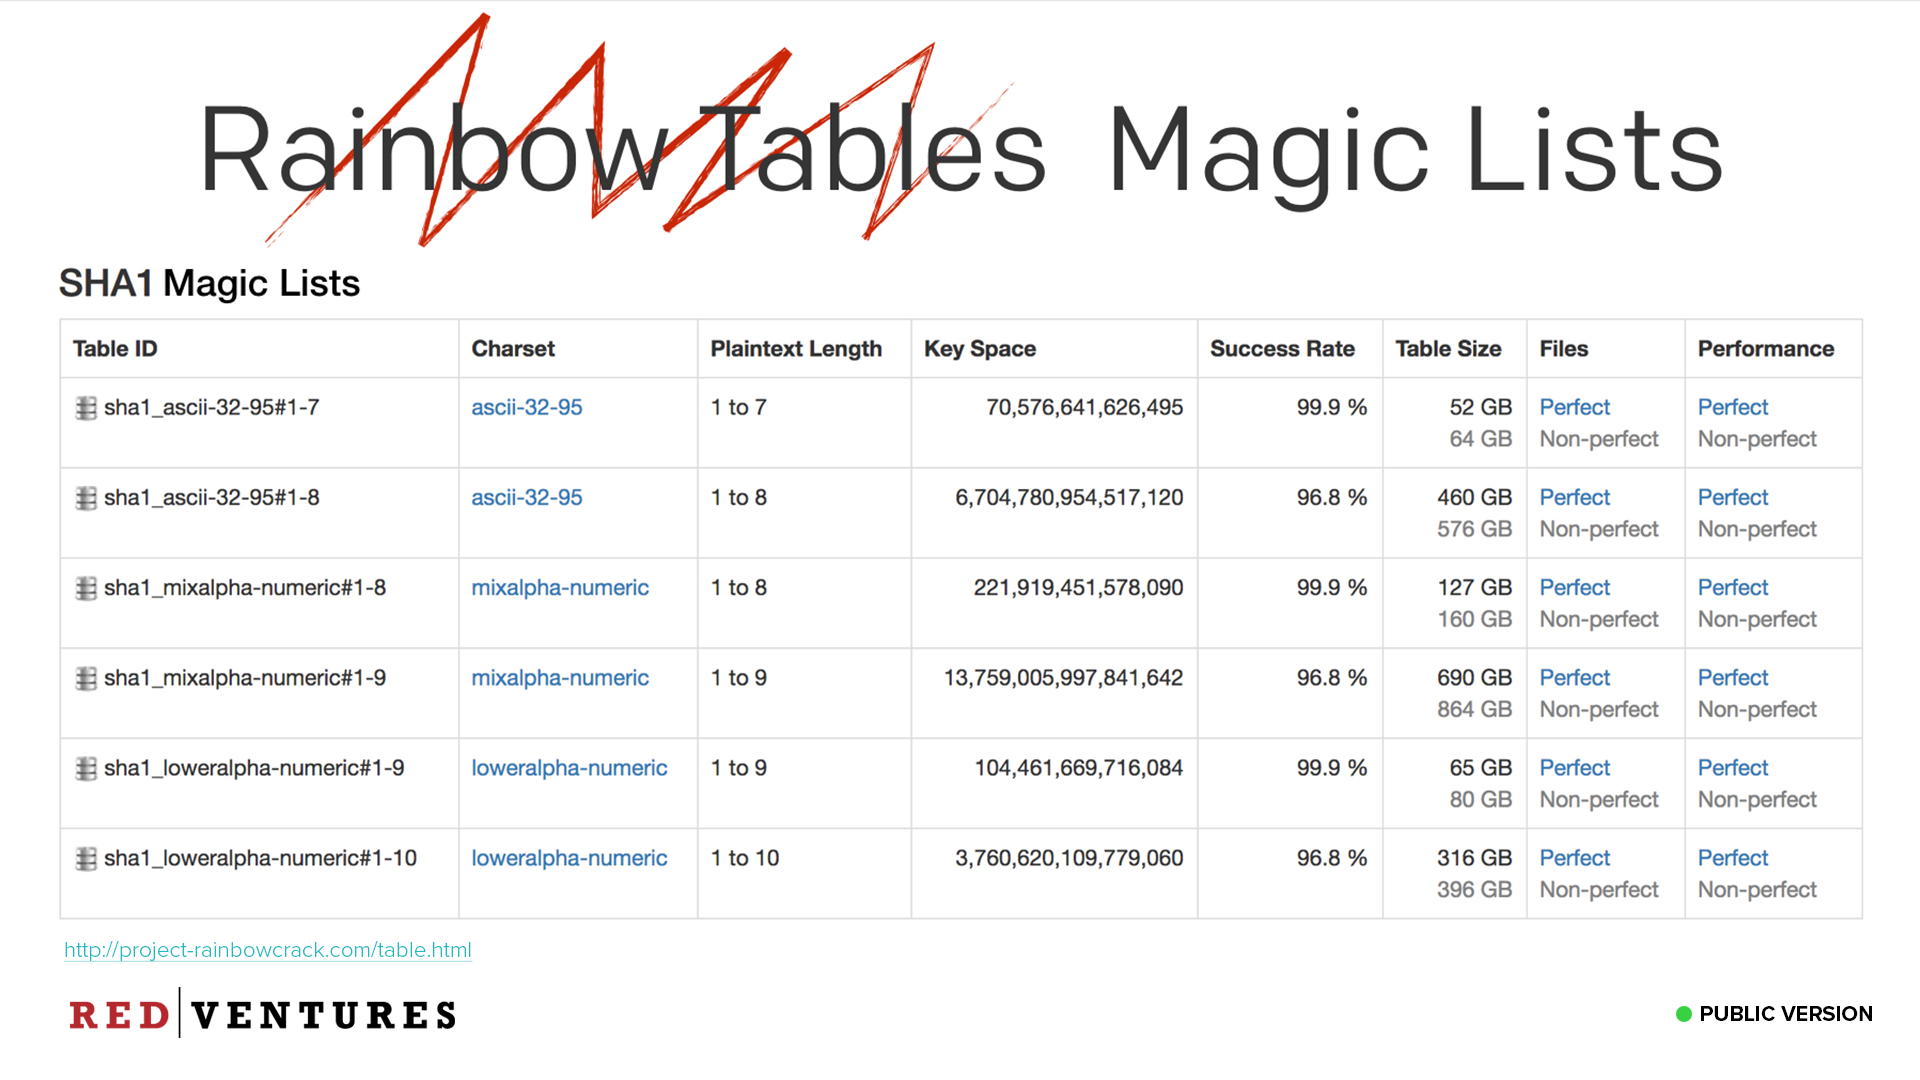 Rainbow Tables Magic Lists
SHA1 Magic Lists
Table ID Charset Plaintext Length Key Space Success Rate Table Size Files Performance
sha1_ascii-32-95#1-7 ascii-32-95 1 to 7 70,576,641,626,495 99.9 % 52 GB Perfect Perfect
64 GB Non-perfect Non-perfect
sha1_ascii-32-95#1-8 ascii-32-95 1 to 8 6,704,780,954,517,120 96.8 % 460 GB Perfect Perfect
576 GB Non-perfect Non-perfect
sha1_mixalpha-numeric#1-8 mixalpha-numeric 1 to 8 221,919,451,578,090 99.9 % 127 GB Perfect Perfect
160 GB Non-perfect Non-perfect
sha1_mixalpha-numeric#1-9 mixalpha-numeric 1 to 9 13,759,005,997,841,642 96.8 % 690 GB Perfect Perfect
864 GB Non-perfect Non-perfect
sha1_loweralpha-numeric#1-9 loweralpha-numeric 1 to 9 104,461,669,716,084 99.9 % 65 GB Perfect Perfect
80 GB Non-perfect Non-perfect
sha1_loweralpha-numeric#1-10 loweralpha-numeric 1 to 10 3,760,620,109,779,060 96.8 % 316 GB Perfect Perfect
396 GB Non-perfect Non-perfect
http://project-rainbowcrack.com/table.html
RED VENTURES
PUBLIC VERSION